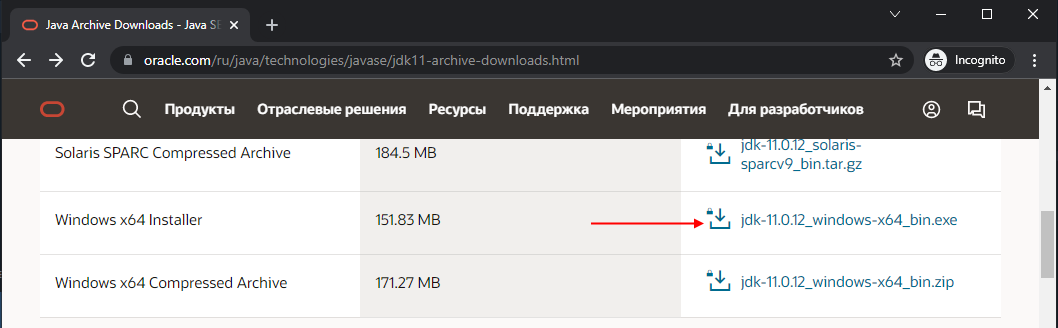 Java Archive Downloads - Java SE
oracle.com/ru/java/technologies/javase/jdk11-archive-downloads.html
Incognito
Продукты Отраслевые решения Ресурсы Поддержка Мероприятия Для разработчиков
Solaris SPARC Compressed Archive 184.5 MB jdk-11.0.12_solaris-
sparcv9_bin.tar.gz
Windows x64 Installer 151.83 MB jdk-11.0.12_windows-x64_bin.exe
Windows x64 Compressed Archive 171.27 MB jdk-11.0.12_windows-x64_bin.zip